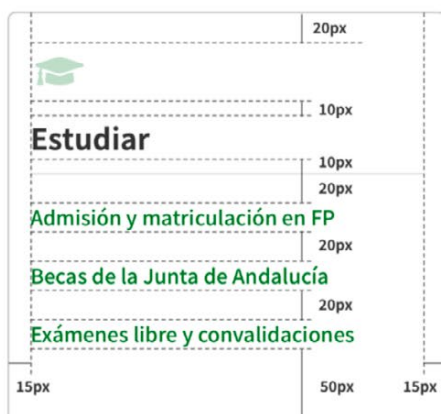 20px
10px
Estudiar
10px
20px
Admisión y matriculación en FP
20px
Becas de la Junta de Andalucía
20px
Exámenes libre y convalidaciones
15px 50px 15px